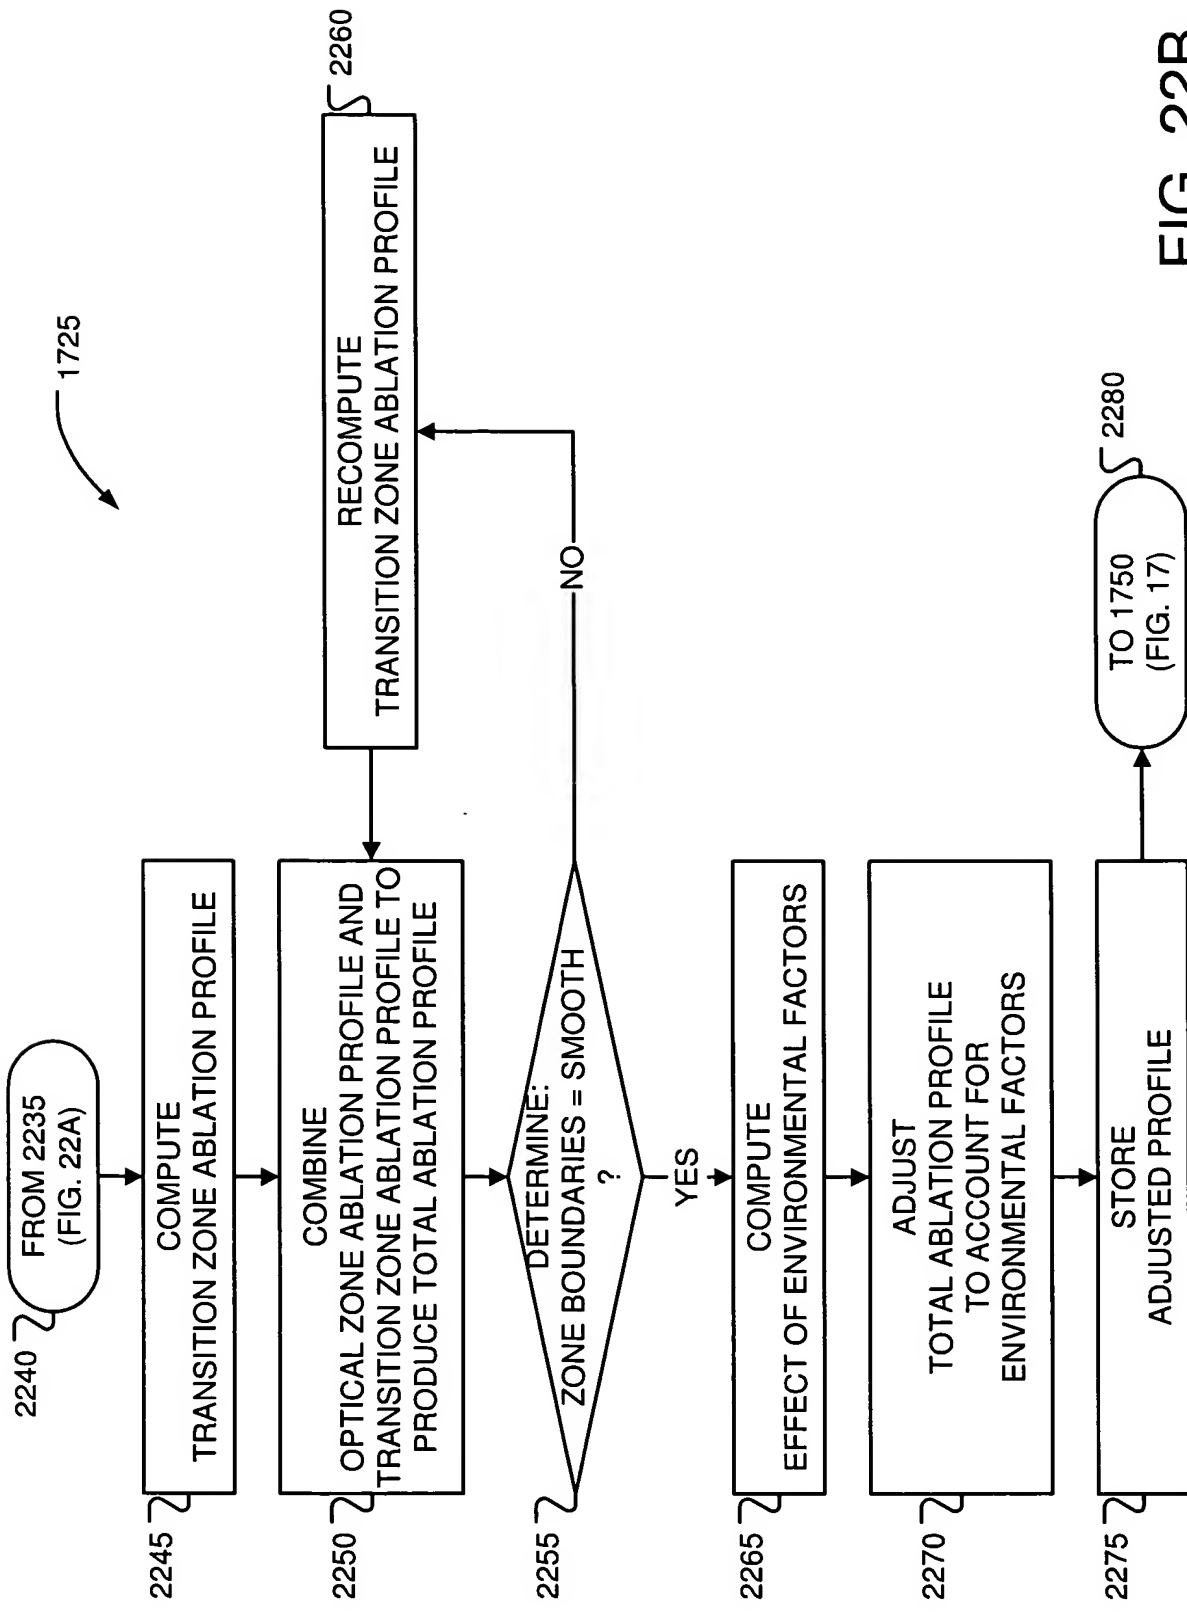 1725
2240
FROM 2235
(FIG. 22A)
2245
COMPUTE
TRANSITION ZONE ABLATION PROFILE
2250
COMBINE
OPTICAL ZONE ABLATION PROFILE AND
TRANSITION ZONE ABLATION PROFILE TO
PRODUCE TOTAL ABLATION PROFILE
2260
RECOMPUTE
TRANSITION ZONE ABLATION PROFILE
2255
DETERMINE:
ZONE BOUNDARIES = SMOOTH
?
NO
YES
2265
COMPUTE
EFFECT OF ENVIRONMENTAL FACTORS
2270
ADJUST
TOTAL ABLATION PROFILE
TO ACCOUNT FOR
ENVIRONMENTAL FACTORS
2275
STORE
ADJUSTED PROFILE
2280
TO 1750
(FIG. 17)
FIG. 22B